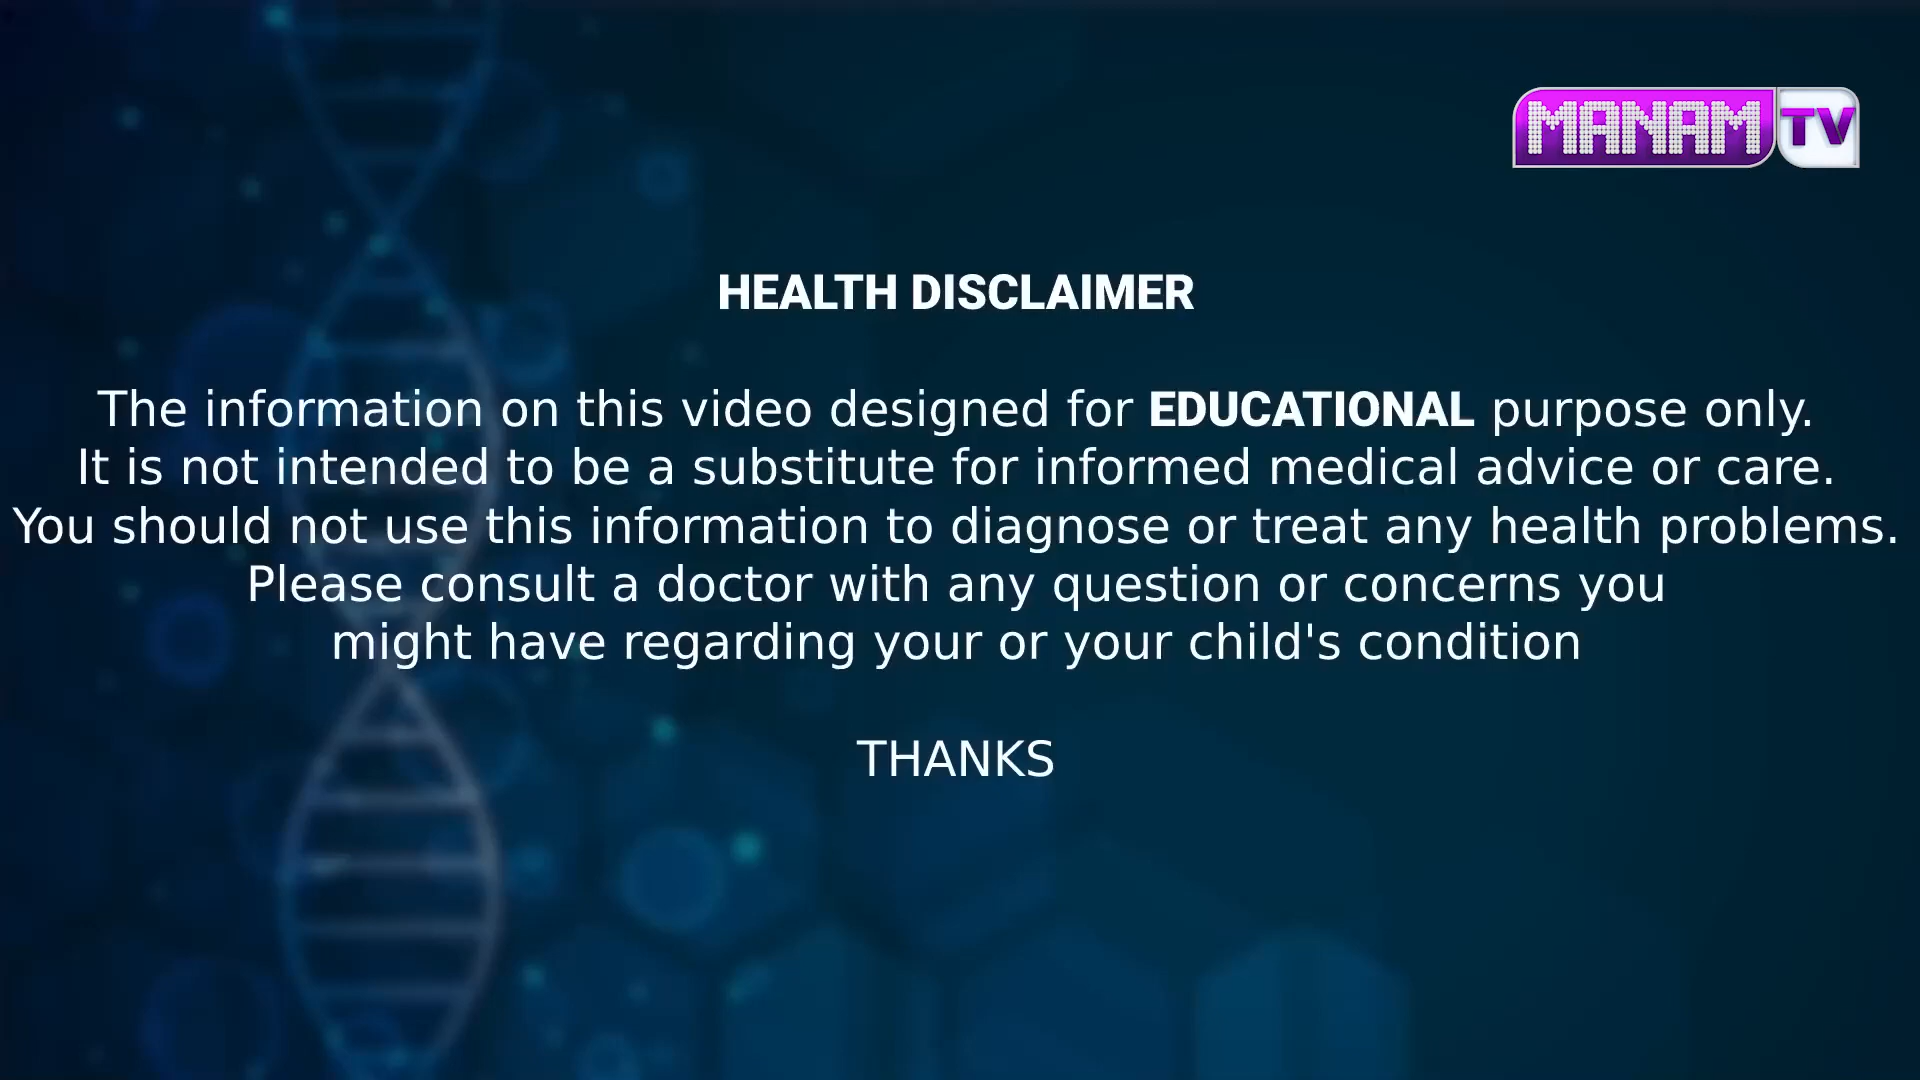 MANAM TV
HEALTH DISCLAIMER
The information on this video designed for EDUCATIONAL purpose only.
It is not intended to be a substitute for informed medical advice or care.
You should not use this information to diagnose or treat any health problems.
Please consult a doctor with any question or concerns you
might have regarding your or your child's condition
THANKS